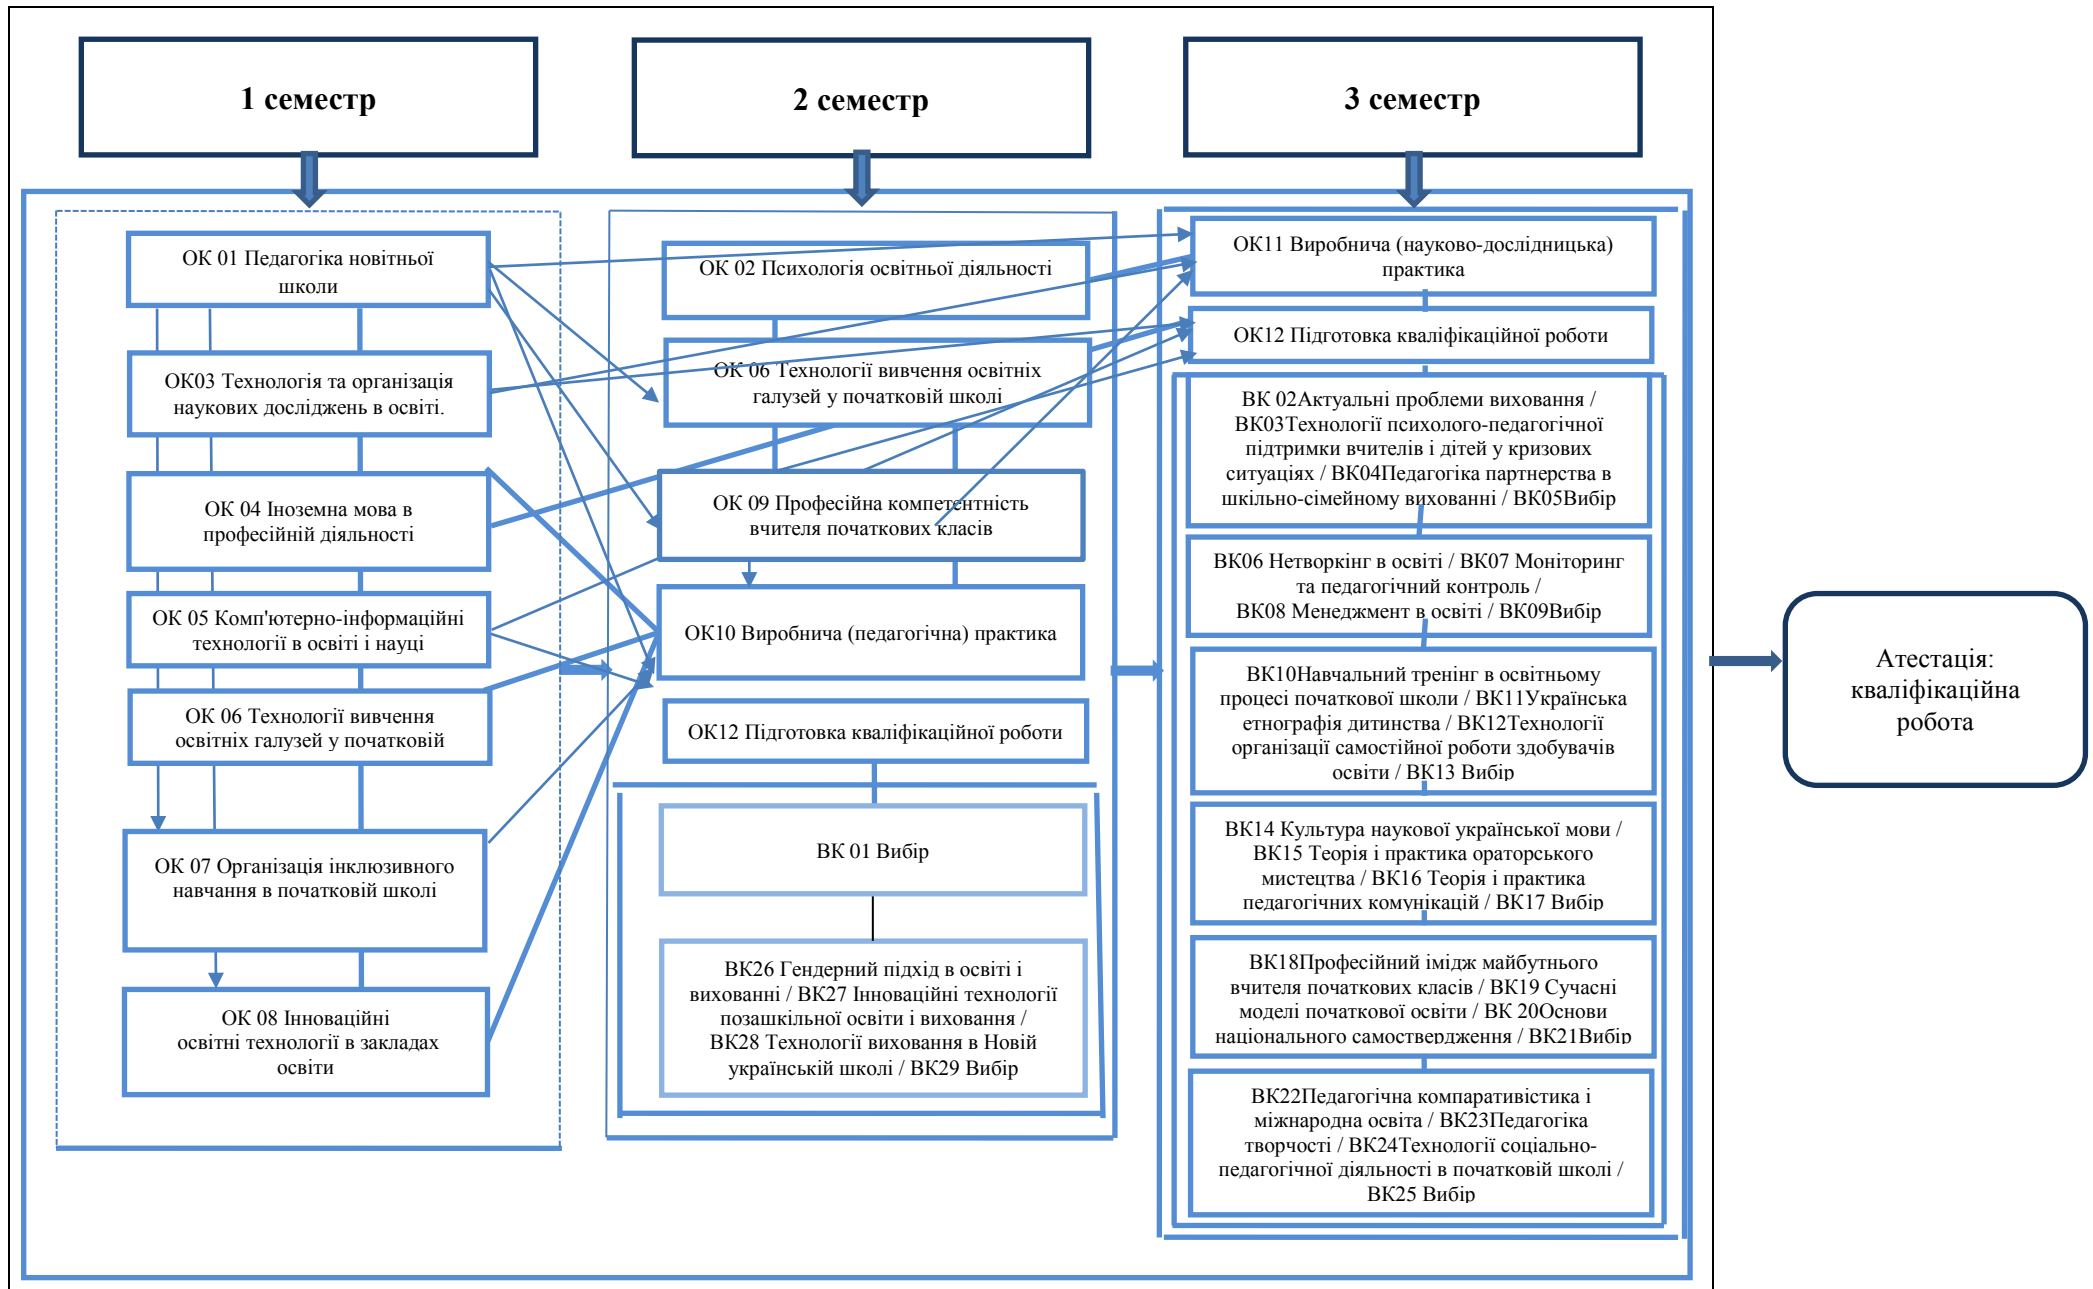 1 семестр
2 семестр
3 семестр
ОК 01 Педагогіка новітньої
школи
ОК03 Технологія та організація
наукових досліджень в освіті.
ОК 04 Іноземна мова в
професійній діяльності
ОК 05 Комп'ютерно-інформаційні
технології в освіті і науці
ОК 06 Технології вивчення
освітніх галузей у початковій
ОК 07 Організація інклюзивного
навчання в початковій школі
ОК 08 Інноваційні
освітні технології в закладах
освіти
ОК 02 Психологія освітньої діяльності
ОК 06 Технології вивчення освітніх
галузей у початковій школі
ОК 09 Професійна компетентність
вчителя початкових класів
ОК10 Виробнича (педагогічна) практика
ОК12 Підготовка кваліфікаційної роботи
ВК 01 Вибір
ВК26 Гендерний підхід в освіті і
вихованні / ВК27 Інноваційні технології
позашкільної освіти і виховання /
ВК28 Технології виховання в Новій
українській школі / ВК29 Вибір
ОК11 Виробнича (науково-дослідницька)
практика
ОК12 Підготовка кваліфікаційної роботи
ВК 02Актуальні проблеми виховання /
ВК03Технології психолого-педагогічної
підтримки вчителів і дітей у кризових
ситуаціях / ВК04Педагогіка партнерства в
шкільно-сімейному вихованні / ВК05Вибір
ВК06 Нетворкінг в освіті / ВК07 Моніторинг
та педагогічний контроль /
ВК08 Менеджмент в освіті / ВК09Вибір
ВК10Навчальний тренінг в освітньому
процесі початкової школи / ВК11Українська
етнографія дитинства / ВК12Технології
організації самостійної роботи здобувачів
освіти / ВК13 Вибір
ВК14 Культура наукової української мови /
ВК15 Теорія і практика ораторського
мистецтва / ВК16 Теорія і практика
педагогічних комунікацій / ВК17 Вибір
ВК18Професійний імідж майбутнього
вчителя початкових класів / ВК19 Сучасні
моделі початкової освіти / ВК 20Основи
національного самоствердження / ВК21Вибір
ВК22Педагогічна компаративістика і
міжнародна освіта / ВК23Педагогіка
творчості / ВК24Технології соціально-
педагогічної діяльності в початковій школі /
ВК25 Вибір
Атестація:
кваліфікаційна
робота